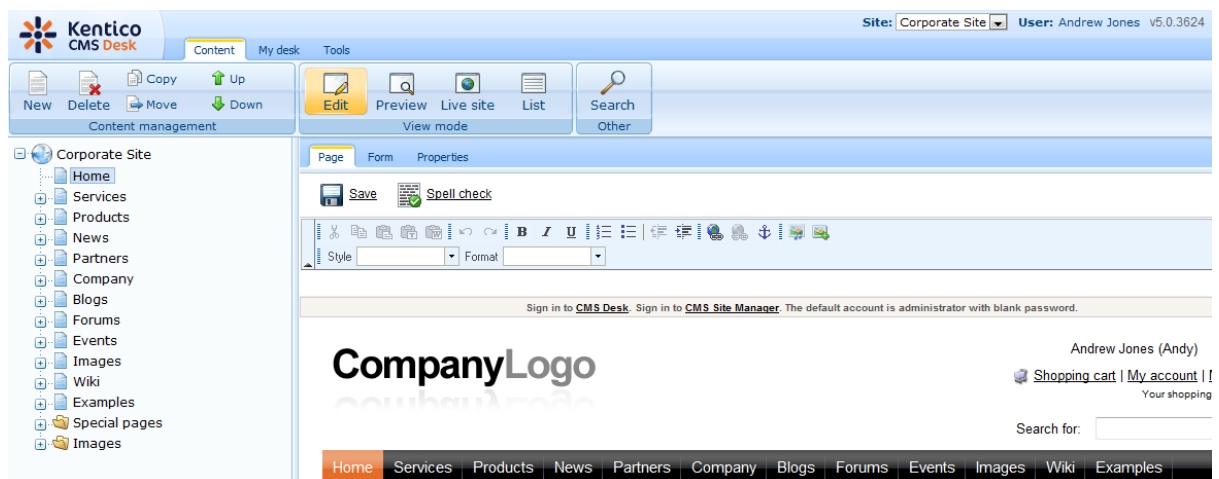 Kentico
CMS Desk
Site: Corporate Site User: Andrew Jones v5.0.3624
Content My desk Tools
New Delete Copy Move Up Down
Content management
Edit Preview Live site List
View mode
Search
Other
Corporate Site
Home
Services
Products
News
Partners
Company
Blogs
Forums
Events
Images
Wiki
Examples
Special pages
Images
Page Form Properties
Save Spell check
B I U
Style Format
Sign in to CMS Desk. Sign in to CMS Site Manager. The default account is administrator with blank password.
CompanyLogo
Andrew Jones (Andy)
Shopping cart | My account |
Your shopping
Search for:
Home Services Products News Partners Company Blogs Forums Events Images Wiki Examples